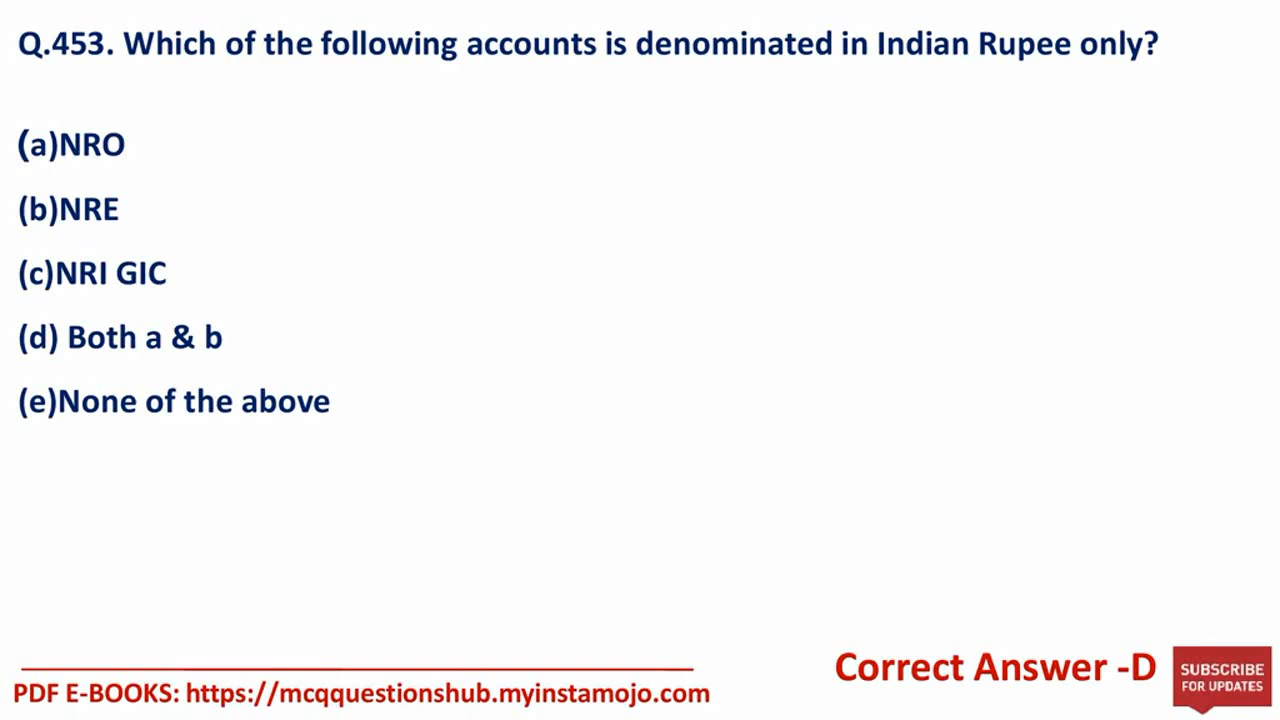 Q.453. Which of the following accounts is denominated in Indian Rupee only?
(a)NRO
(b)NRE
(c)NRI GIC
(d) Both a & b
(e)None of the above
Correct Answer -D
SUBSCRIBE
FOR UPDATES
PDF E-BOOKS: https://mcqquestionshub.myinstamojo.com